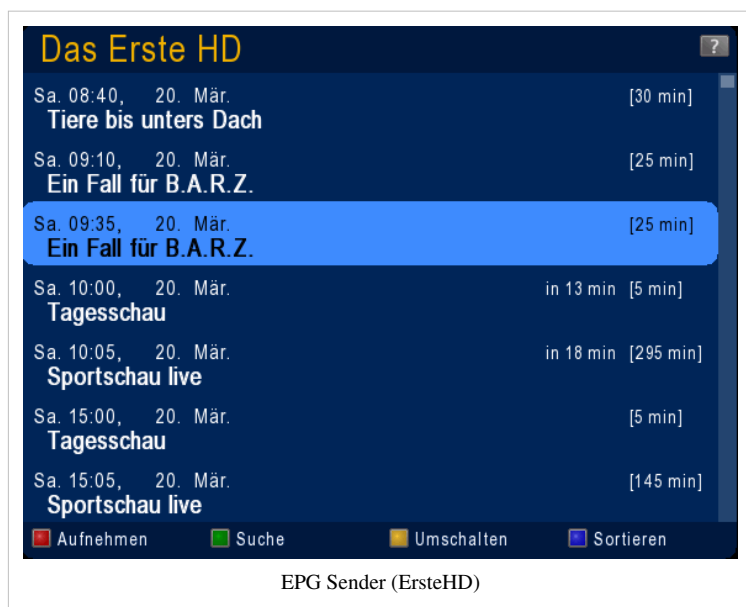 Das Erste HD ?
Sa. 08:40, 20. Mär. [30 min]
Tiere bis unters Dach
Sa. 09:10, 20. Mär. [25 min]
Ein Fall für B.A.R.Z.
Sa. 09:35, 20. Mär. [25 min]
Ein Fall für B.A.R.Z.
Sa. 10:00, 20. Mär. in 13 min [5 min]
Tagesschau
Sa. 10:05, 20. Mär. in 18 min [295 min]
Sportschau live
Sa. 15:00, 20. Mär. [5 min]
Tagesschau
Sa. 15:05, 20. Mär. [145 min]
Sportschau live
Aufnehmen Suche Umschalten Sortieren
EPG Sender (ErsteHD)